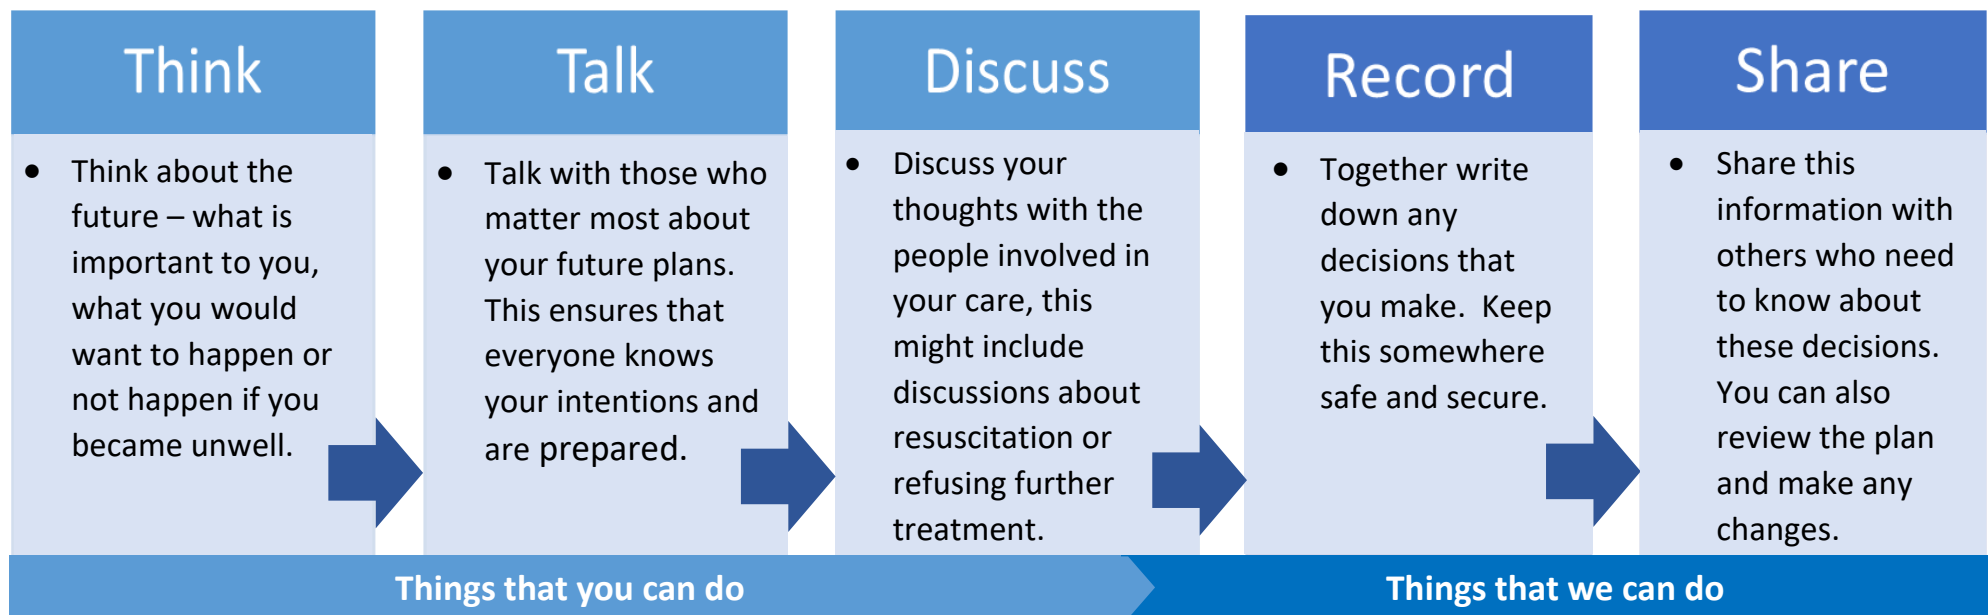 Think
Think about the
future – what is
important to you,
what you would
want to happen or
not happen if you
became unwell.
Talk
Talk with those who
matter most about
your future plans.
This ensures that
everyone knows
your intentions and
are prepared.
Discuss
Discuss your
thoughts with the
people involved in
your care, this
might include
discussions about
resuscitation or
refusing further
treatment.
Record
Together write
down any
decisions that
you make.  Keep
this somewhere
safe and secure.
Share
Share this
information with
others who need
to know about
these decisions.
You can also
review the plan
and make any
changes.
Things that you can do
Things that we can do